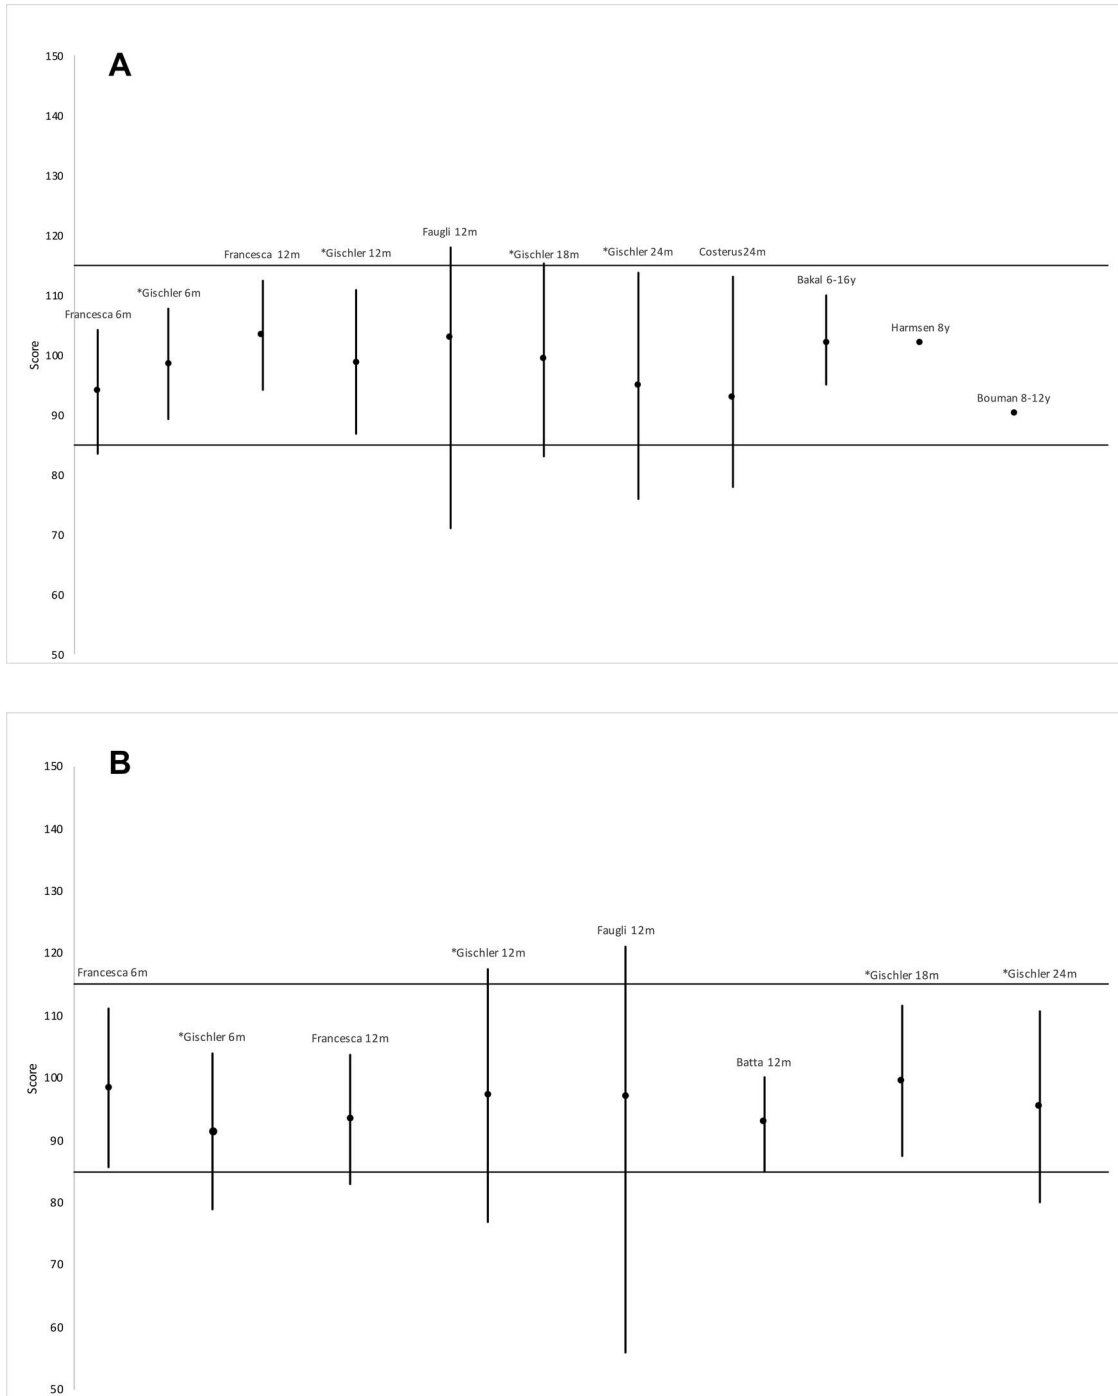 A
150
140
130
120
110
100
90
80
70
60
50
Score
Francesca 6m
*Gischler 6m
Francesca 12m
*Gischler 12m
Faugli 12m
*Gischler 18m
*Gischler 24m
Costerus24m
Bakal 6-16y
Harmsen 8y
Bouman 8-12y
B
150
140
130
120
110
100
90
80
70
60
50
Score
Francesca 6m
*Gischler 6m
Francesca 12m
*Gischler 12m
Faugli 12m
Batta 12m
*Gischler 18m
*Gischler 24m